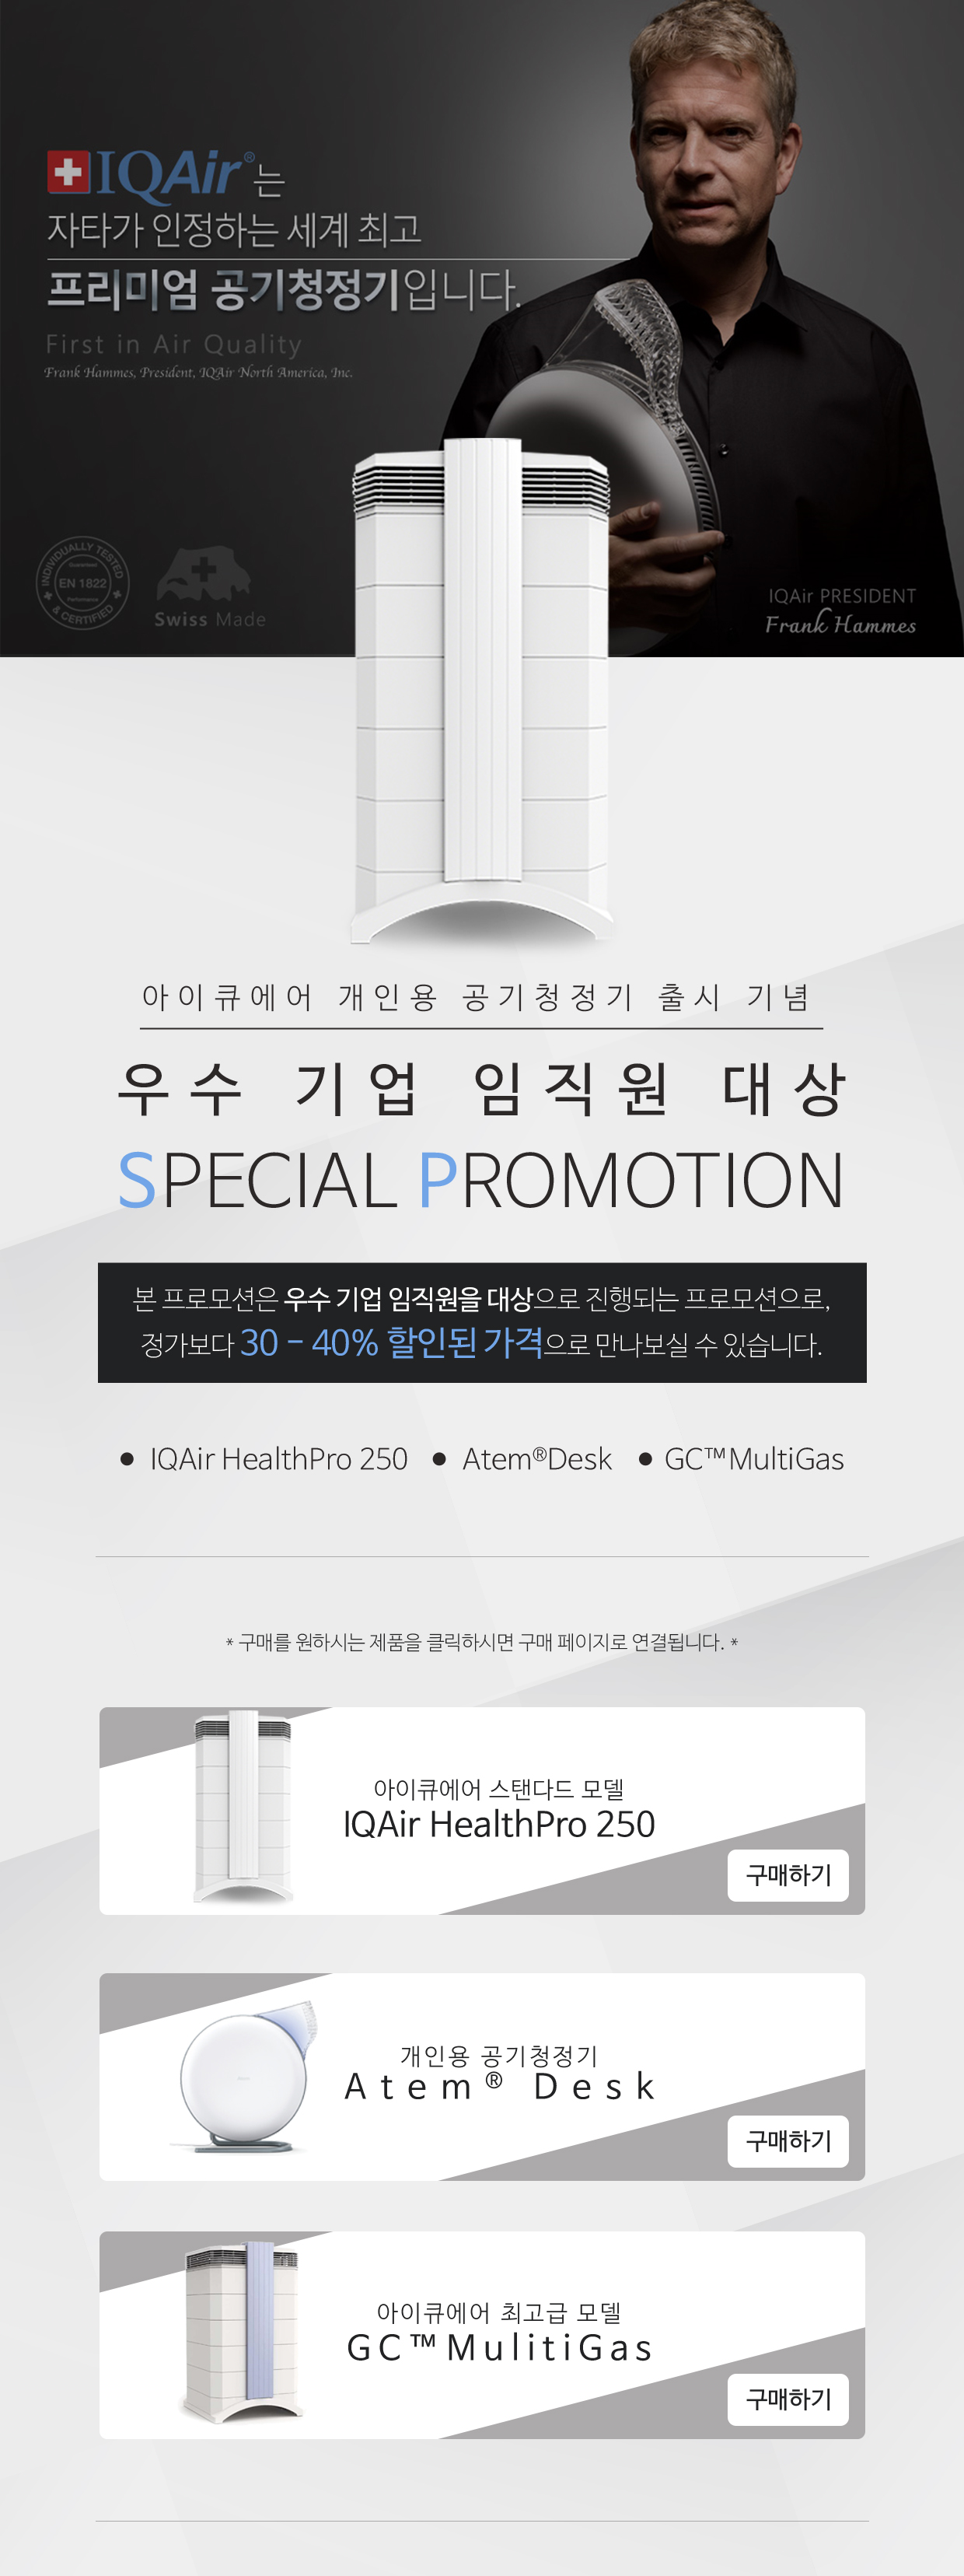 IQAir®는
자타가 인정하는 세계 최고
프리미엄 공기청정기입니다.
First in Air Quality
Frank Hammes, President, IQAir North America, Inc.
INDIVIDUALLY TESTED
Guaranteed
EN 1822
Performance
& CERTIFIED
Swiss Made
IQAir PRESIDENT
Frank Hammes
아이큐에어 개인용 공기청정기 출시 기념
우수 기업 임직원 대상
SPECIAL PROMOTION
본 프로모션은 우수 기업 임직원을 대상으로 진행되는 프로모션으로,
정가보다 30 - 40% 할인된 가격으로 만나보실 수 있습니다.
● IQAir HealthPro 250 ● Atem®Desk ● GC™MultiGas
* 구매를 원하시는 제품을 클릭하시면 구매 페이지로 연결됩니다. *
아이큐에어 스탠다드 모델
IQAir HealthPro 250
구매하기
개인용 공기청정기
Atem® Desk
구매하기
아이큐에어 최고급 모델
GC™MulitiGas
구매하기